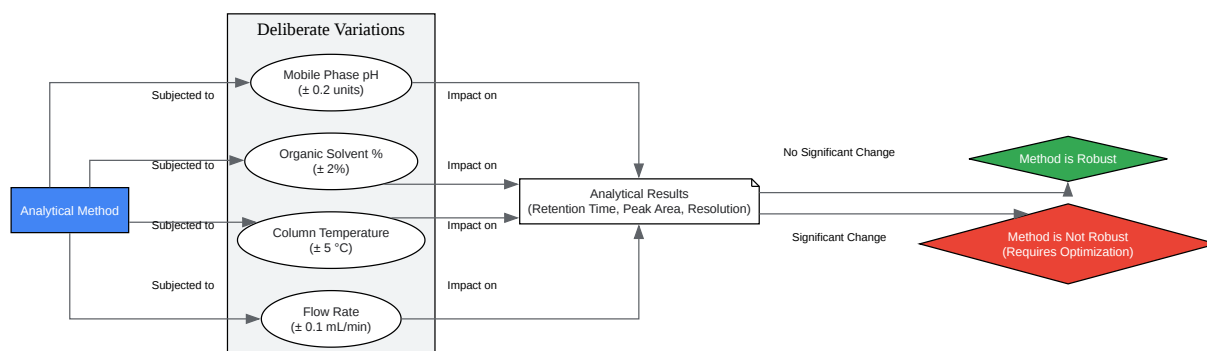 Deliberate Variations
Mobile Phase pH
(± 0.2 units)
Subjected to
Impact on
Organic Solvent %
(± 2%)
Subjected to
Impact on
No Significant Change
Method is Robust
Analytical Method
Analytical Results
(Retention Time, Peak Area, Resolution)
Column Temperature
(± 5 °C)
Subjected to
Impact on
Significant Change
Method is Not Robust
(Requires Optimization)
Subjected to
Impact on
Flow Rate
(± 0.1 mL/min)